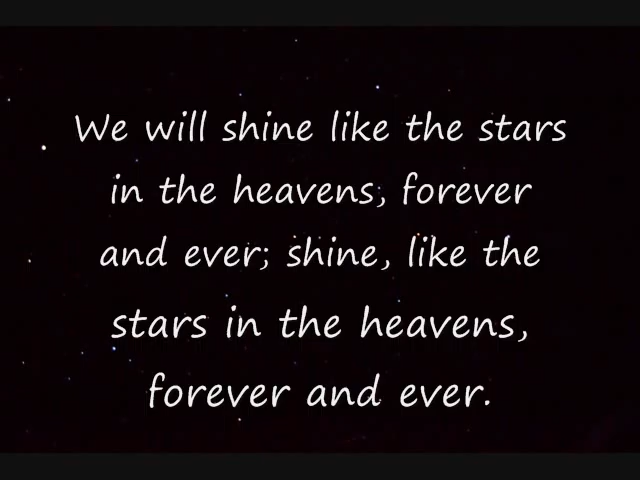 We will shine like the stars
in the heavens, forever
and ever; shine, like the
stars in the heavens,
forever and ever.